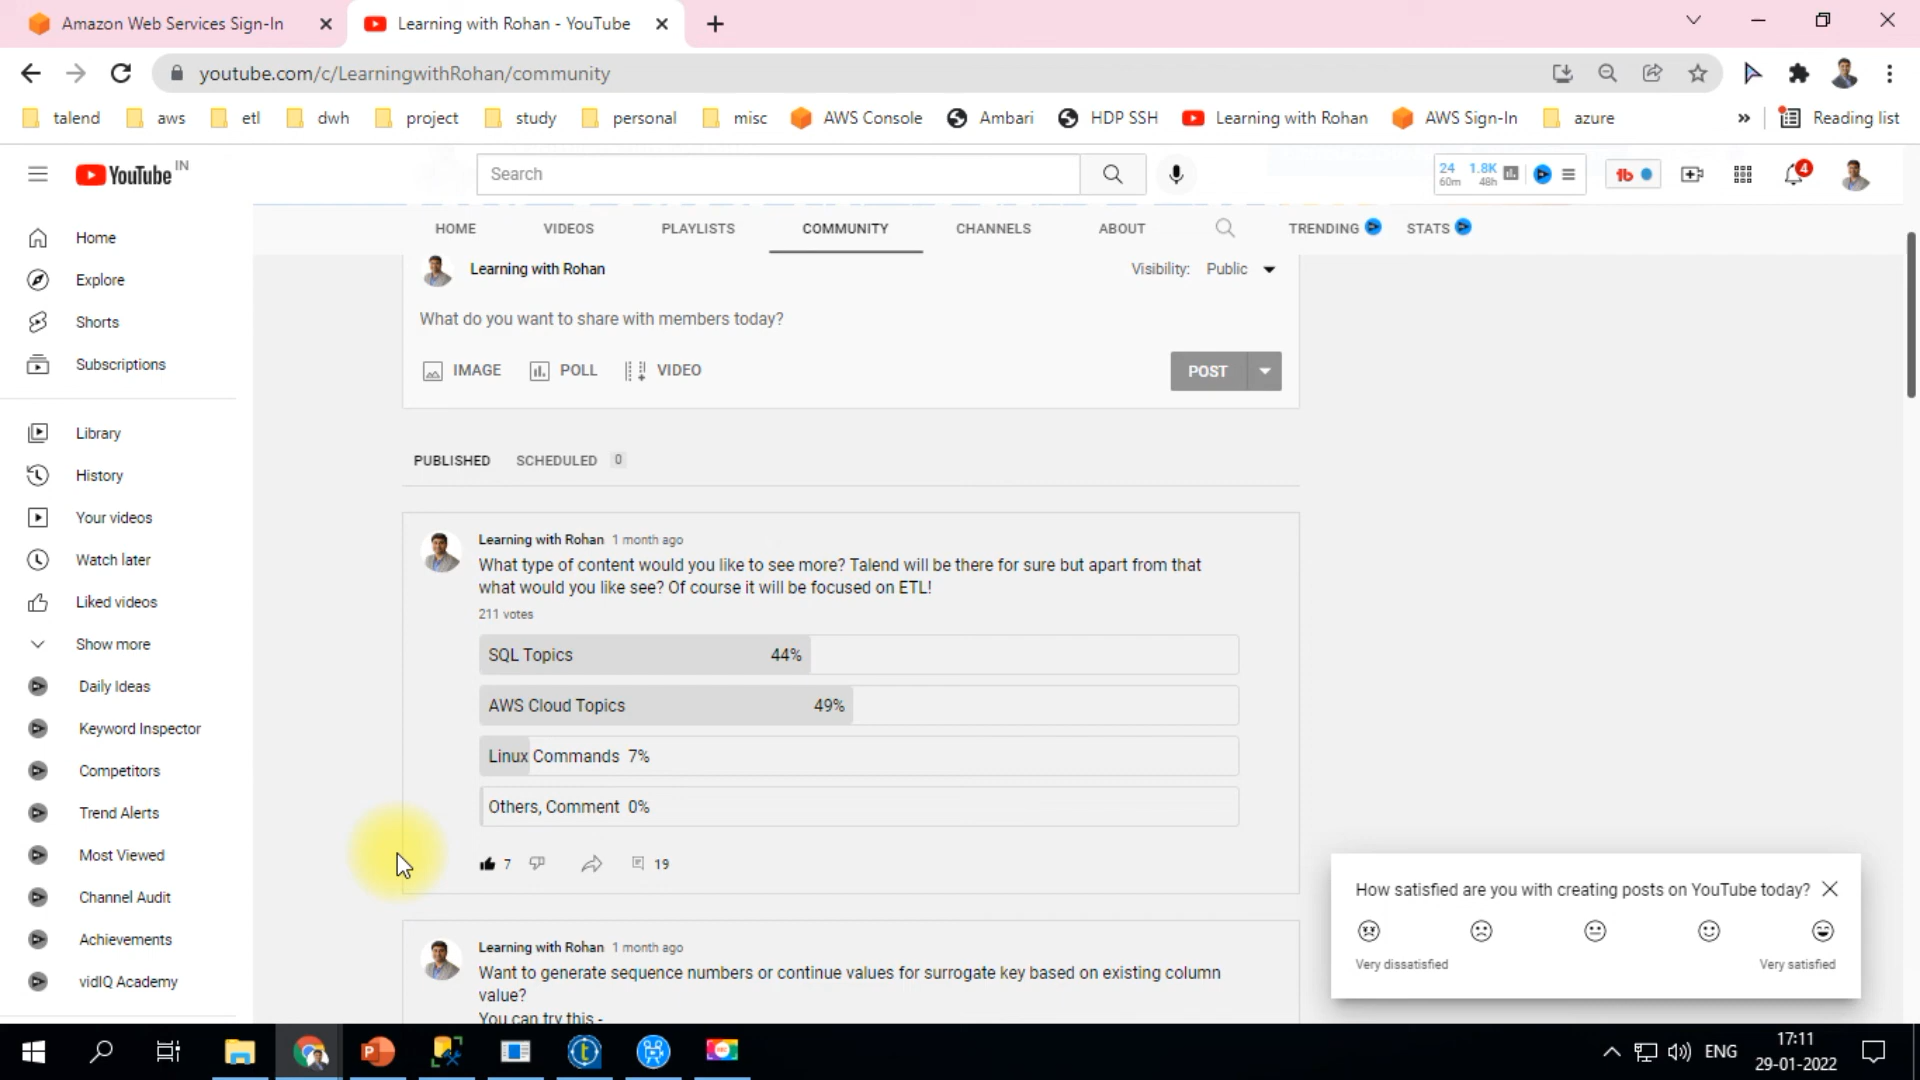 Amazon Web Services Sign-In
Learning with Rohan - YouTube
youtube.com/c/LearningwithRohan/community
talend
aws
etl
dwh
project
study
personal
misc
AWS Console
Ambari
HDP SSH
Learning with Rohan
AWS Sign-In
azure
»
Reading list
YouTube IN
Search
24
60m
1.8K
48h
4
HOME
VIDEOS
PLAYLISTS
COMMUNITY
CHANNELS
ABOUT
TRENDING
STATS
Home
Explore
Shorts
Subscriptions
Library
History
Your videos
Watch later
Liked videos
Show more
Daily Ideas
Keyword Inspector
Competitors
Trend Alerts
Most Viewed
Channel Audit
Achievements
vidIQ Academy
Learning with Rohan
Visibility: Public
What do you want to share with members today?
IMAGE
POLL
VIDEO
POST
PUBLISHED
SCHEDULED 0
Learning with Rohan 1 month ago
What type of content would you like to see more? Talend will be there for sure but apart from that
what would you like see? Of course it will be focused on ETL!
211 votes
SQL Topics 44%
AWS Cloud Topics 49%
Linux Commands 7%
Others, Comment 0%
7
19
Learning with Rohan 1 month ago
Want to generate sequence numbers or continue values for surrogate key based on existing column
value?
You can try this -
How satisfied are you with creating posts on YouTube today?
Very dissatisfied
Very satisfied
ENG
17:11
29-01-2022